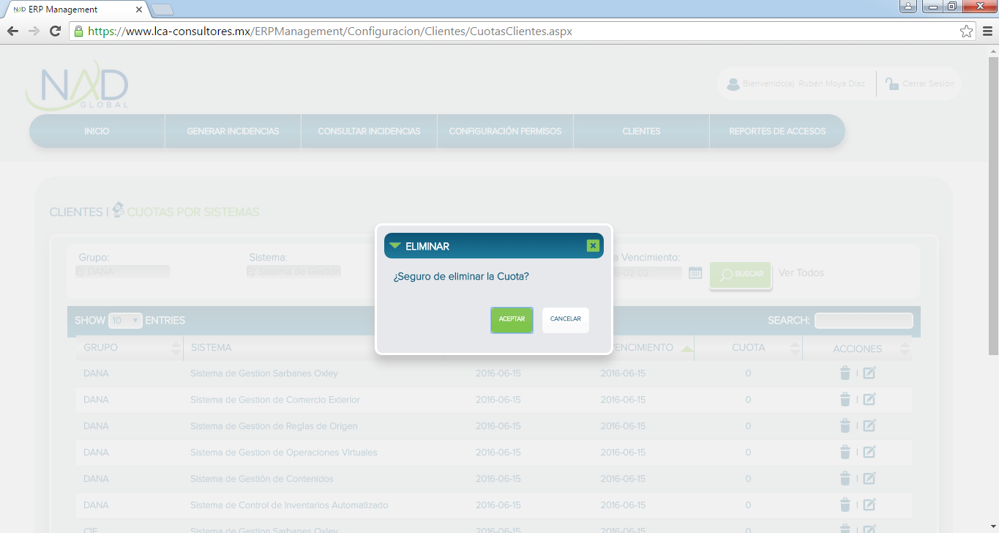 NAD ERP Management
https://www.lca-consultores.mx/ERPManagement/Configuracion/Clientes/CuotasClientes.aspx
NAD
GLOBAL
Bienvenido(a) Rubén Moya Diaz
Cerrar Sesión
INICIO
GENERAR INCIDENCIAS
CONSULTAR INCIDENCIAS
CONFIGURACIÓN PERMISOS
CLIENTES
REPORTES DE ACCESOS
CLIENTES | CUOTAS POR SISTEMAS
Grupo:
Sistema:
a Vencimiento:
Ej: DANA
Ej: Sistema de Gestión
6-02-02
BUSCAR
Ver Todos
ELIMINAR
¿Seguro de eliminar la Cuota?
ACEPTAR
CANCELAR
SHOW 10 ENTRIES
SEARCH:
GRUPO SISTEMA ENCIMIENTO CUOTA ACCIONES
DANA Sistema de Gestion Sarbanes Oxley 2016-06-15 2016-06-15 0 |
DANA Sistema de Gestion de Comercio Exterior 2016-06-15 2016-06-15 0 |
DANA Sistema de Gestion de Reglas de Origen 2016-06-15 2016-06-15 0 |
DANA Sistema de Gestion de Operaciones Virtuales 2016-06-15 2016-06-15 0 |
DANA Sistema de Gestión de Contenidos 2016-06-15 2016-06-15 0 |
DANA Sistema de Control de Inventarios Automatizado 2016-06-15 2016-06-15 0 |
CIE Sistema de Gestion Sarbanes Oxley 2016-06-15 2016-06-15 0 |